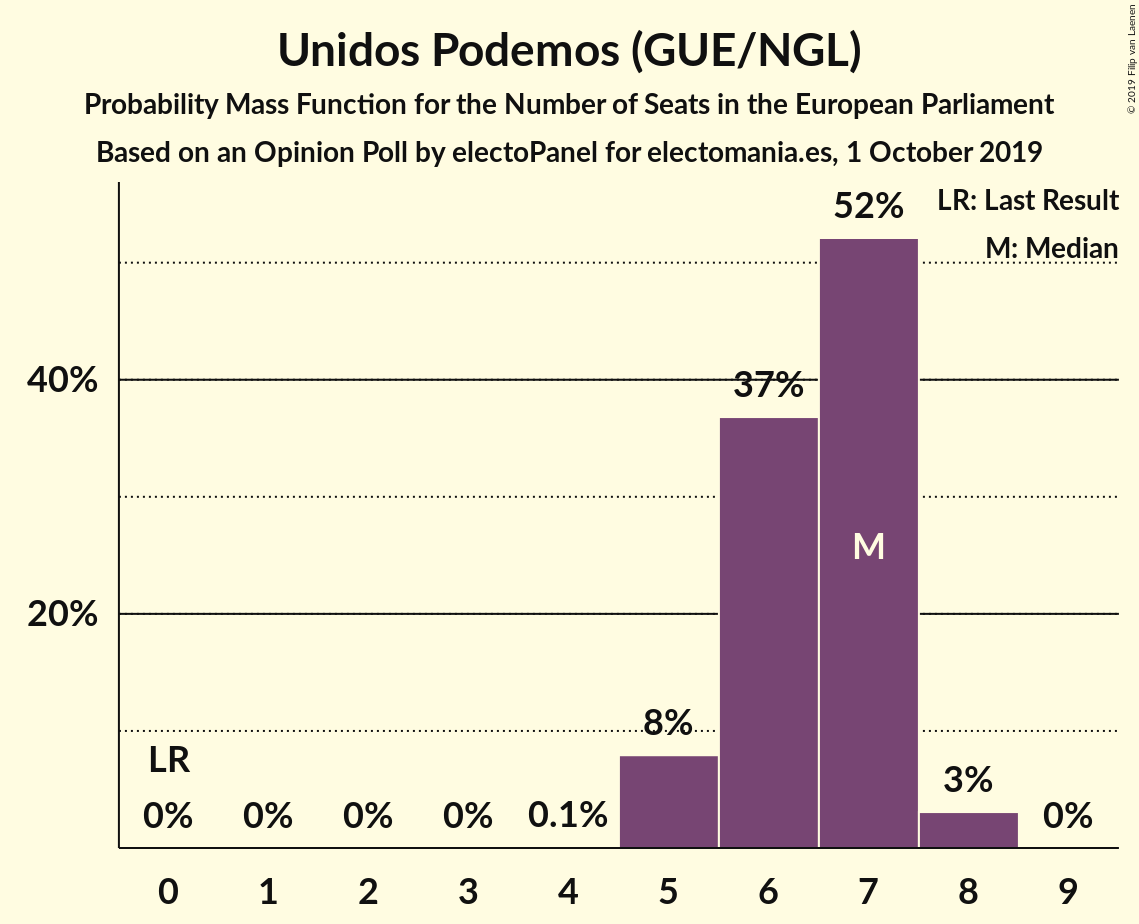 Unidos Podemos (GUE/NGL)
Probability Mass Function for the Number of Seats in the European Parliament
Based on an Opinion Poll by electoPanel for electomania.es, 1 October 2019
© 2019 Filip van Laenen
LR: Last Result
M: Median
52%
40%
37%
M
20%
8%
LR
3%
0% 0% 0% 0% 0.1% 0%
0 1 2 3 4 5 6 7 8 9